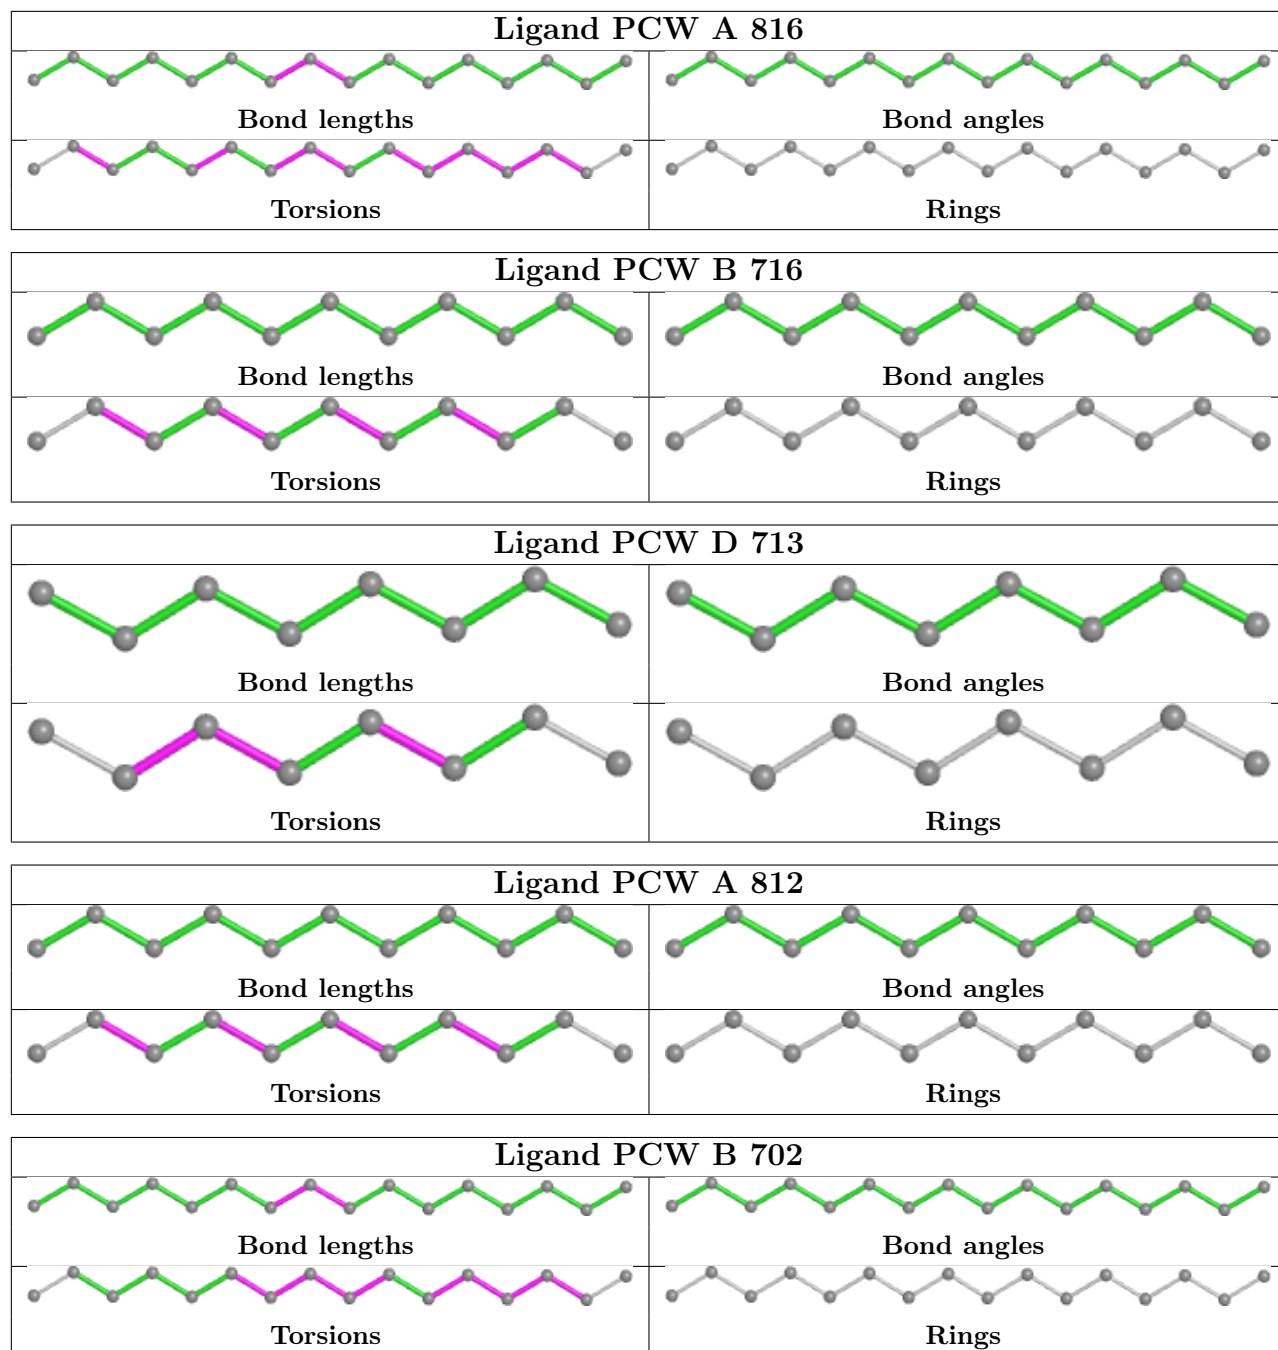 Ligand PCW A 816
Bond lengths
Bond angles
Torsions
Rings
Ligand PCW B 716
Bond lengths
Bond angles
Torsions
Rings
Ligand PCW D 713
Bond lengths
Bond angles
Torsions
Rings
Ligand PCW A 812
Bond lengths
Bond angles
Torsions
Rings
Ligand PCW B 702
Bond lengths
Bond angles
Torsions
Rings